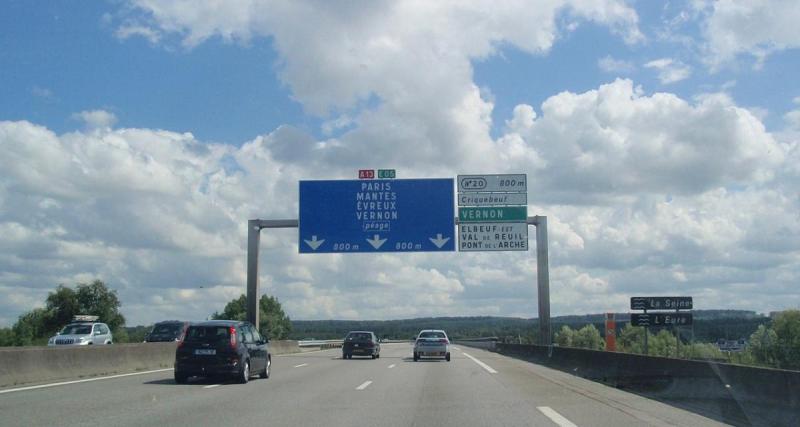 A13 E05
PARIS
MANTES
ÉVREUX
VERNON
péage
800 m 800 m
n° 20 800 m
Criquebeuf
VERNON
ELBEUF-EST
VAL DE REUIL
PONT DE L'ARCHE
La Seine
L'Eure